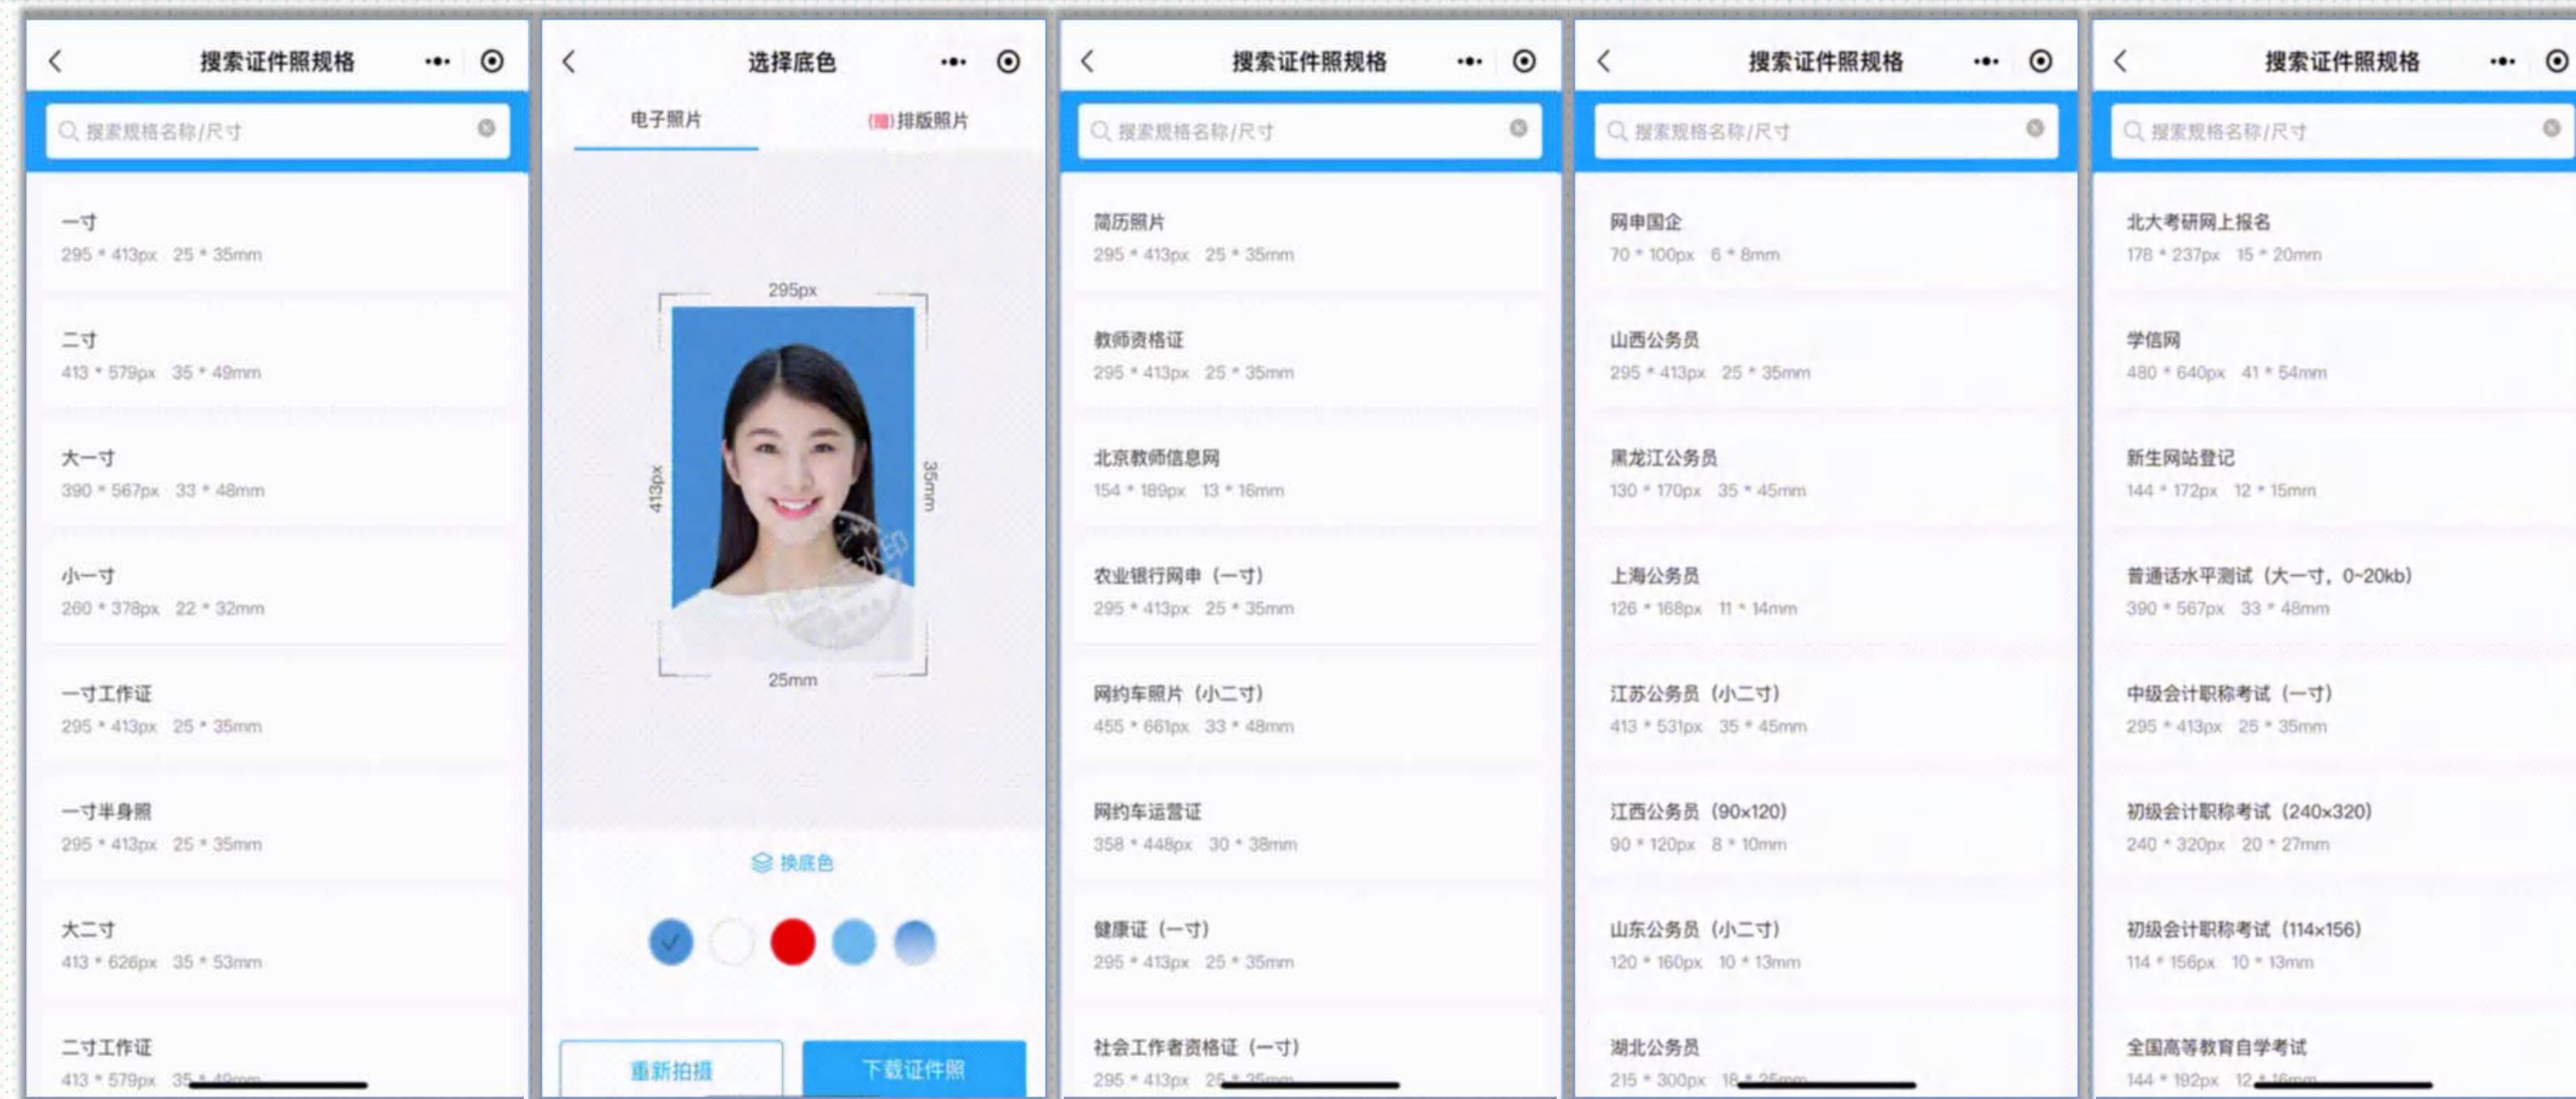 搜索证件照规格
搜索规格名称/尺寸
一寸
295 * 413px 25 * 35mm
二寸
413 * 579px 35 * 49mm
大一寸
390 * 567px 33 * 48mm
小一寸
260 * 378px 22 * 32mm
一寸工作证
295 * 413px 25 * 35mm
一寸半身照
295 * 413px 25 * 35mm
大二寸
413 * 626px 35 * 53mm
二寸工作证
413 * 579px 35 * 49mm
选择底色
电子照片
(赠)排版照片
295px
413px
35mm
水印
25mm
换底色
重新拍摄
下载证件照
搜索证件照规格
搜索规格名称/尺寸
简历照片
295 * 413px 25 * 35mm
教师资格证
295 * 413px 25 * 35mm
北京教师信息网
154 * 189px 13 * 16mm
农业银行网申（一寸）
295 * 413px 25 * 35mm
网约车照片（小二寸）
455 * 661px 33 * 48mm
网约车运营证
358 * 448px 30 * 38mm
健康证（一寸）
295 * 413px 25 * 35mm
社会工作者资格证（一寸）
295 * 413px 25 * 35mm
搜索证件照规格
搜索规格名称/尺寸
网申国企
70 * 100px 6 * 8mm
山西公务员
295 * 413px 25 * 35mm
黑龙江公务员
130 * 170px 35 * 45mm
上海公务员
126 * 168px 11 * 14mm
江苏公务员（小二寸）
413 * 531px 35 * 45mm
江西公务员（90×120）
90 * 120px 8 * 10mm
山东公务员（小二寸）
120 * 160px 10 * 13mm
湖北公务员
215 * 300px 18 * 25mm
搜索证件照规格
搜索规格名称/尺寸
北大考研网上报名
178 * 237px 15 * 20mm
学信网
480 * 640px 41 * 54mm
新生网站登记
144 * 172px 12 * 15mm
普通话水平测试（大一寸，0~20kb）
390 * 567px 33 * 48mm
中级会计职称考试（一寸）
295 * 413px 25 * 35mm
初级会计职称考试（240×320）
240 * 320px 20 * 27mm
初级会计职称考试（114×156）
114 * 156px 10 * 13mm
全国高等教育自学考试
144 * 192px 12 * 16mm